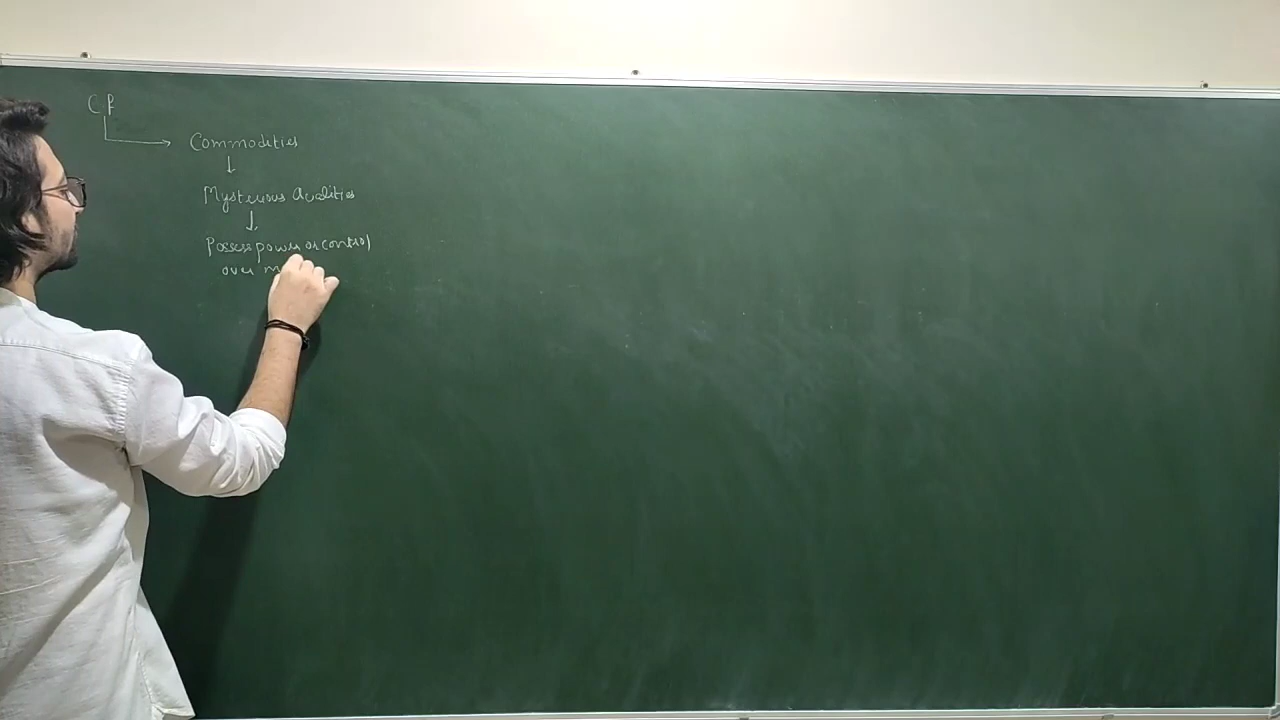 CF
Commodities
Mysterious Qualities
Possess power or control
over